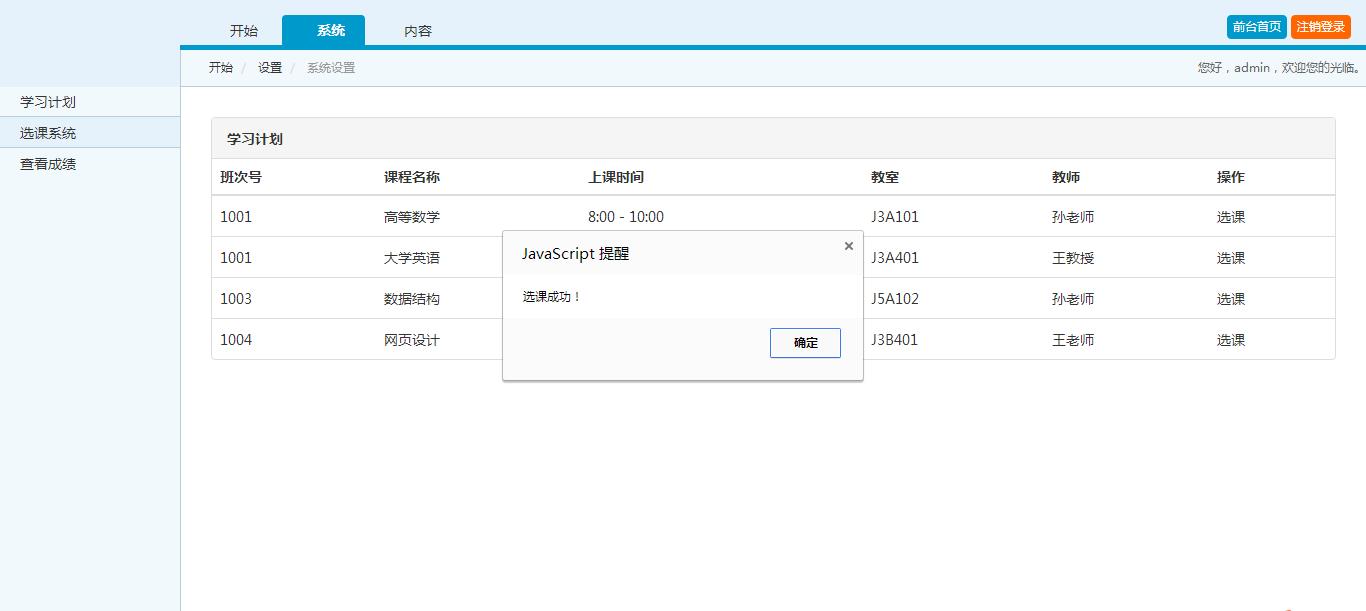 开始 系统 内容 前台首页 注销登录
开始 / 设置 / 系统设置 您好，admin，欢迎您的光临。
学习计划
选课系统
查看成绩
学习计划
班次号 课程名称 上课时间 教室 教师 操作
1001 高等数学 8:00 - 10:00 J3A101 孙老师 选课
1001 大学英语 J3A401 王教授 选课
1003 数据结构 J5A102 孙老师 选课
1004 网页设计 J3B401 王老师 选课
JavaScript 提醒 ×
选课成功！
确定